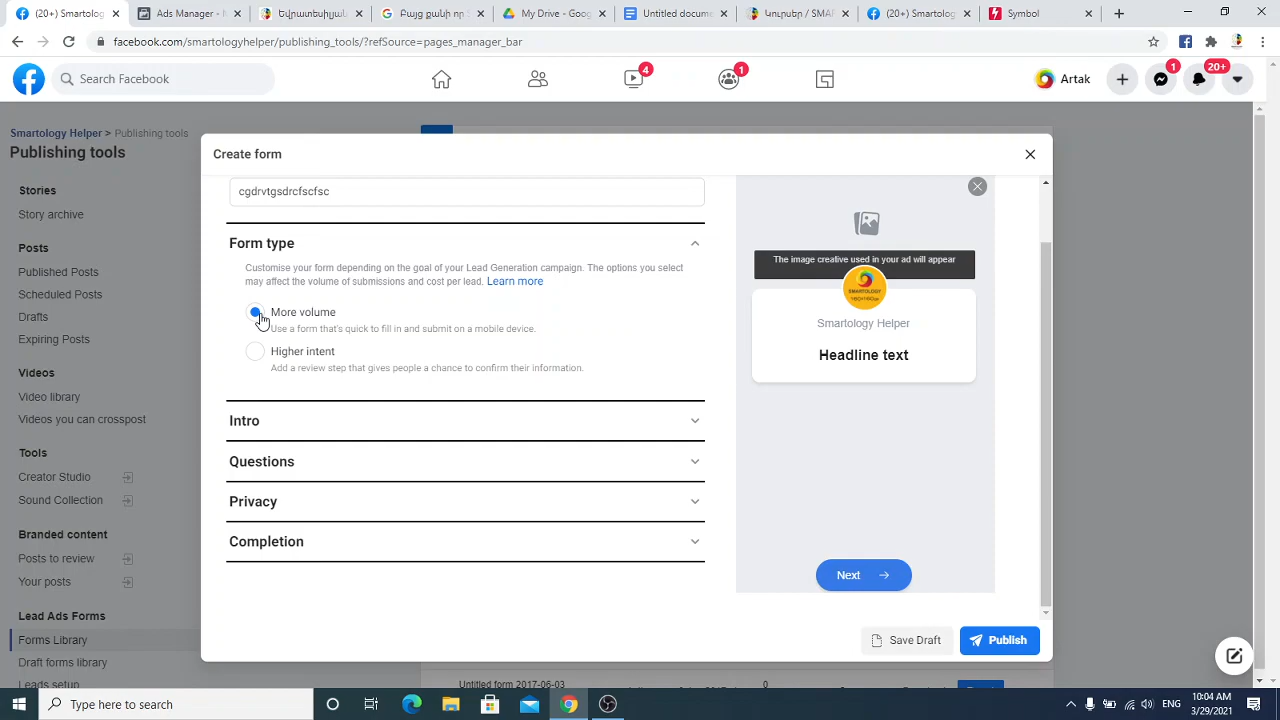 (20+) Smartolo
Ads Manager -
My Drive - Goo
Untitled docume
(20+) Smartolo
Symbol
facebook.com/smartologyhelper/publishing_tools/?refSource=pages_manager_bar
Search Facebook
4
1
Artak
1
20+
Smartology Helper > Publishing tools
Publishing tools
Stories
Story archive
Posts
Published Posts
Scheduled Posts
Drafts
Expiring Posts
Videos
Video library
Videos you can crosspost
Tools
Creator Studio
Sound Collection
Branded content
Posts to review
Your posts
Lead Ads Forms
Forms Library
Draft forms library
Leads setup
Create form
cgdrvtgsdrcfscfsc
Form type
Customise your form depending on the goal of your Lead Generation campaign. The options you select
may affect the volume of submissions and cost per lead. Learn more
More volume
Use a form that's quick to fill in and submit on a mobile device.
Higher intent
Add a review step that gives people a chance to confirm their information.
Intro
Questions
Privacy
Completion
The image creative used in your ad will appear
SMARTOLOGY
Smartology Helper
Headline text
Next
Save Draft
Publish
Untitled form 2017-06-03
0
Type here to search
ENG
10:04 AM
3/29/2021